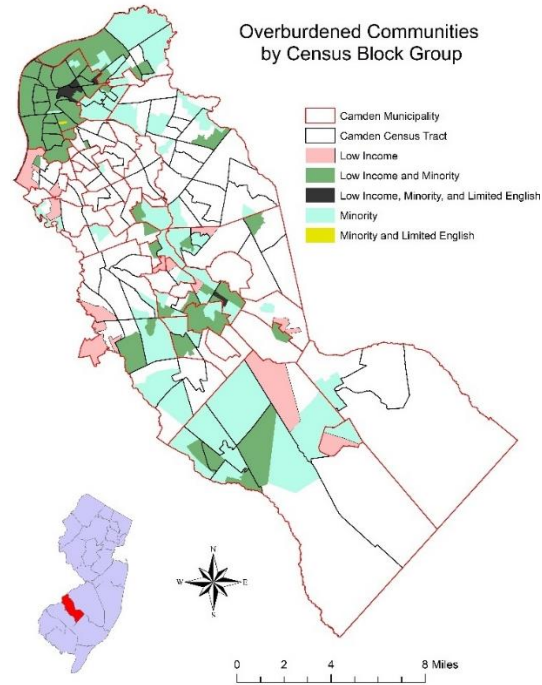 Overburdened Communities
by Census Block Group
Camden Municipality
Camden Census Tract
Low Income
Low Income and Minority
Low Income, Minority, and Limited English
Minority
Minority and Limited English
N
W
E
S
0 2 4 8 Miles